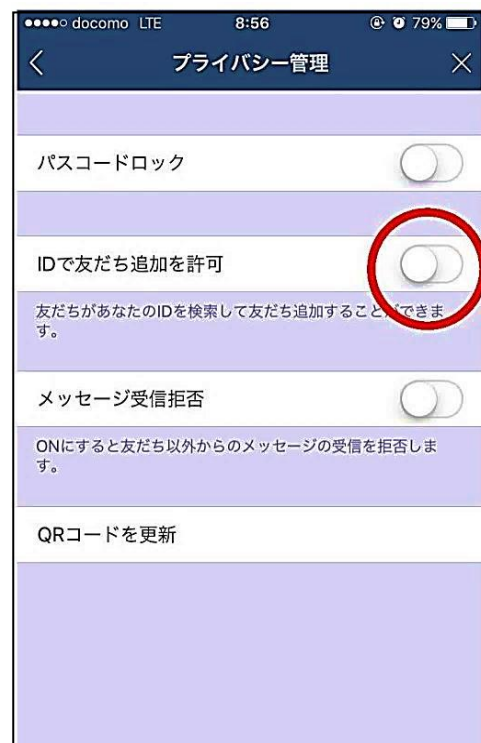 docomo LTE 8:56 79%
プライバシー管理
パスコードロック
IDで友だち追加を許可
友だちがあなたのIDを検索して友だち追加することができま
す。
メッセージ受信拒否
ONにすると友だち以外からのメッセージの受信を拒否しま
す。
QRコードを更新